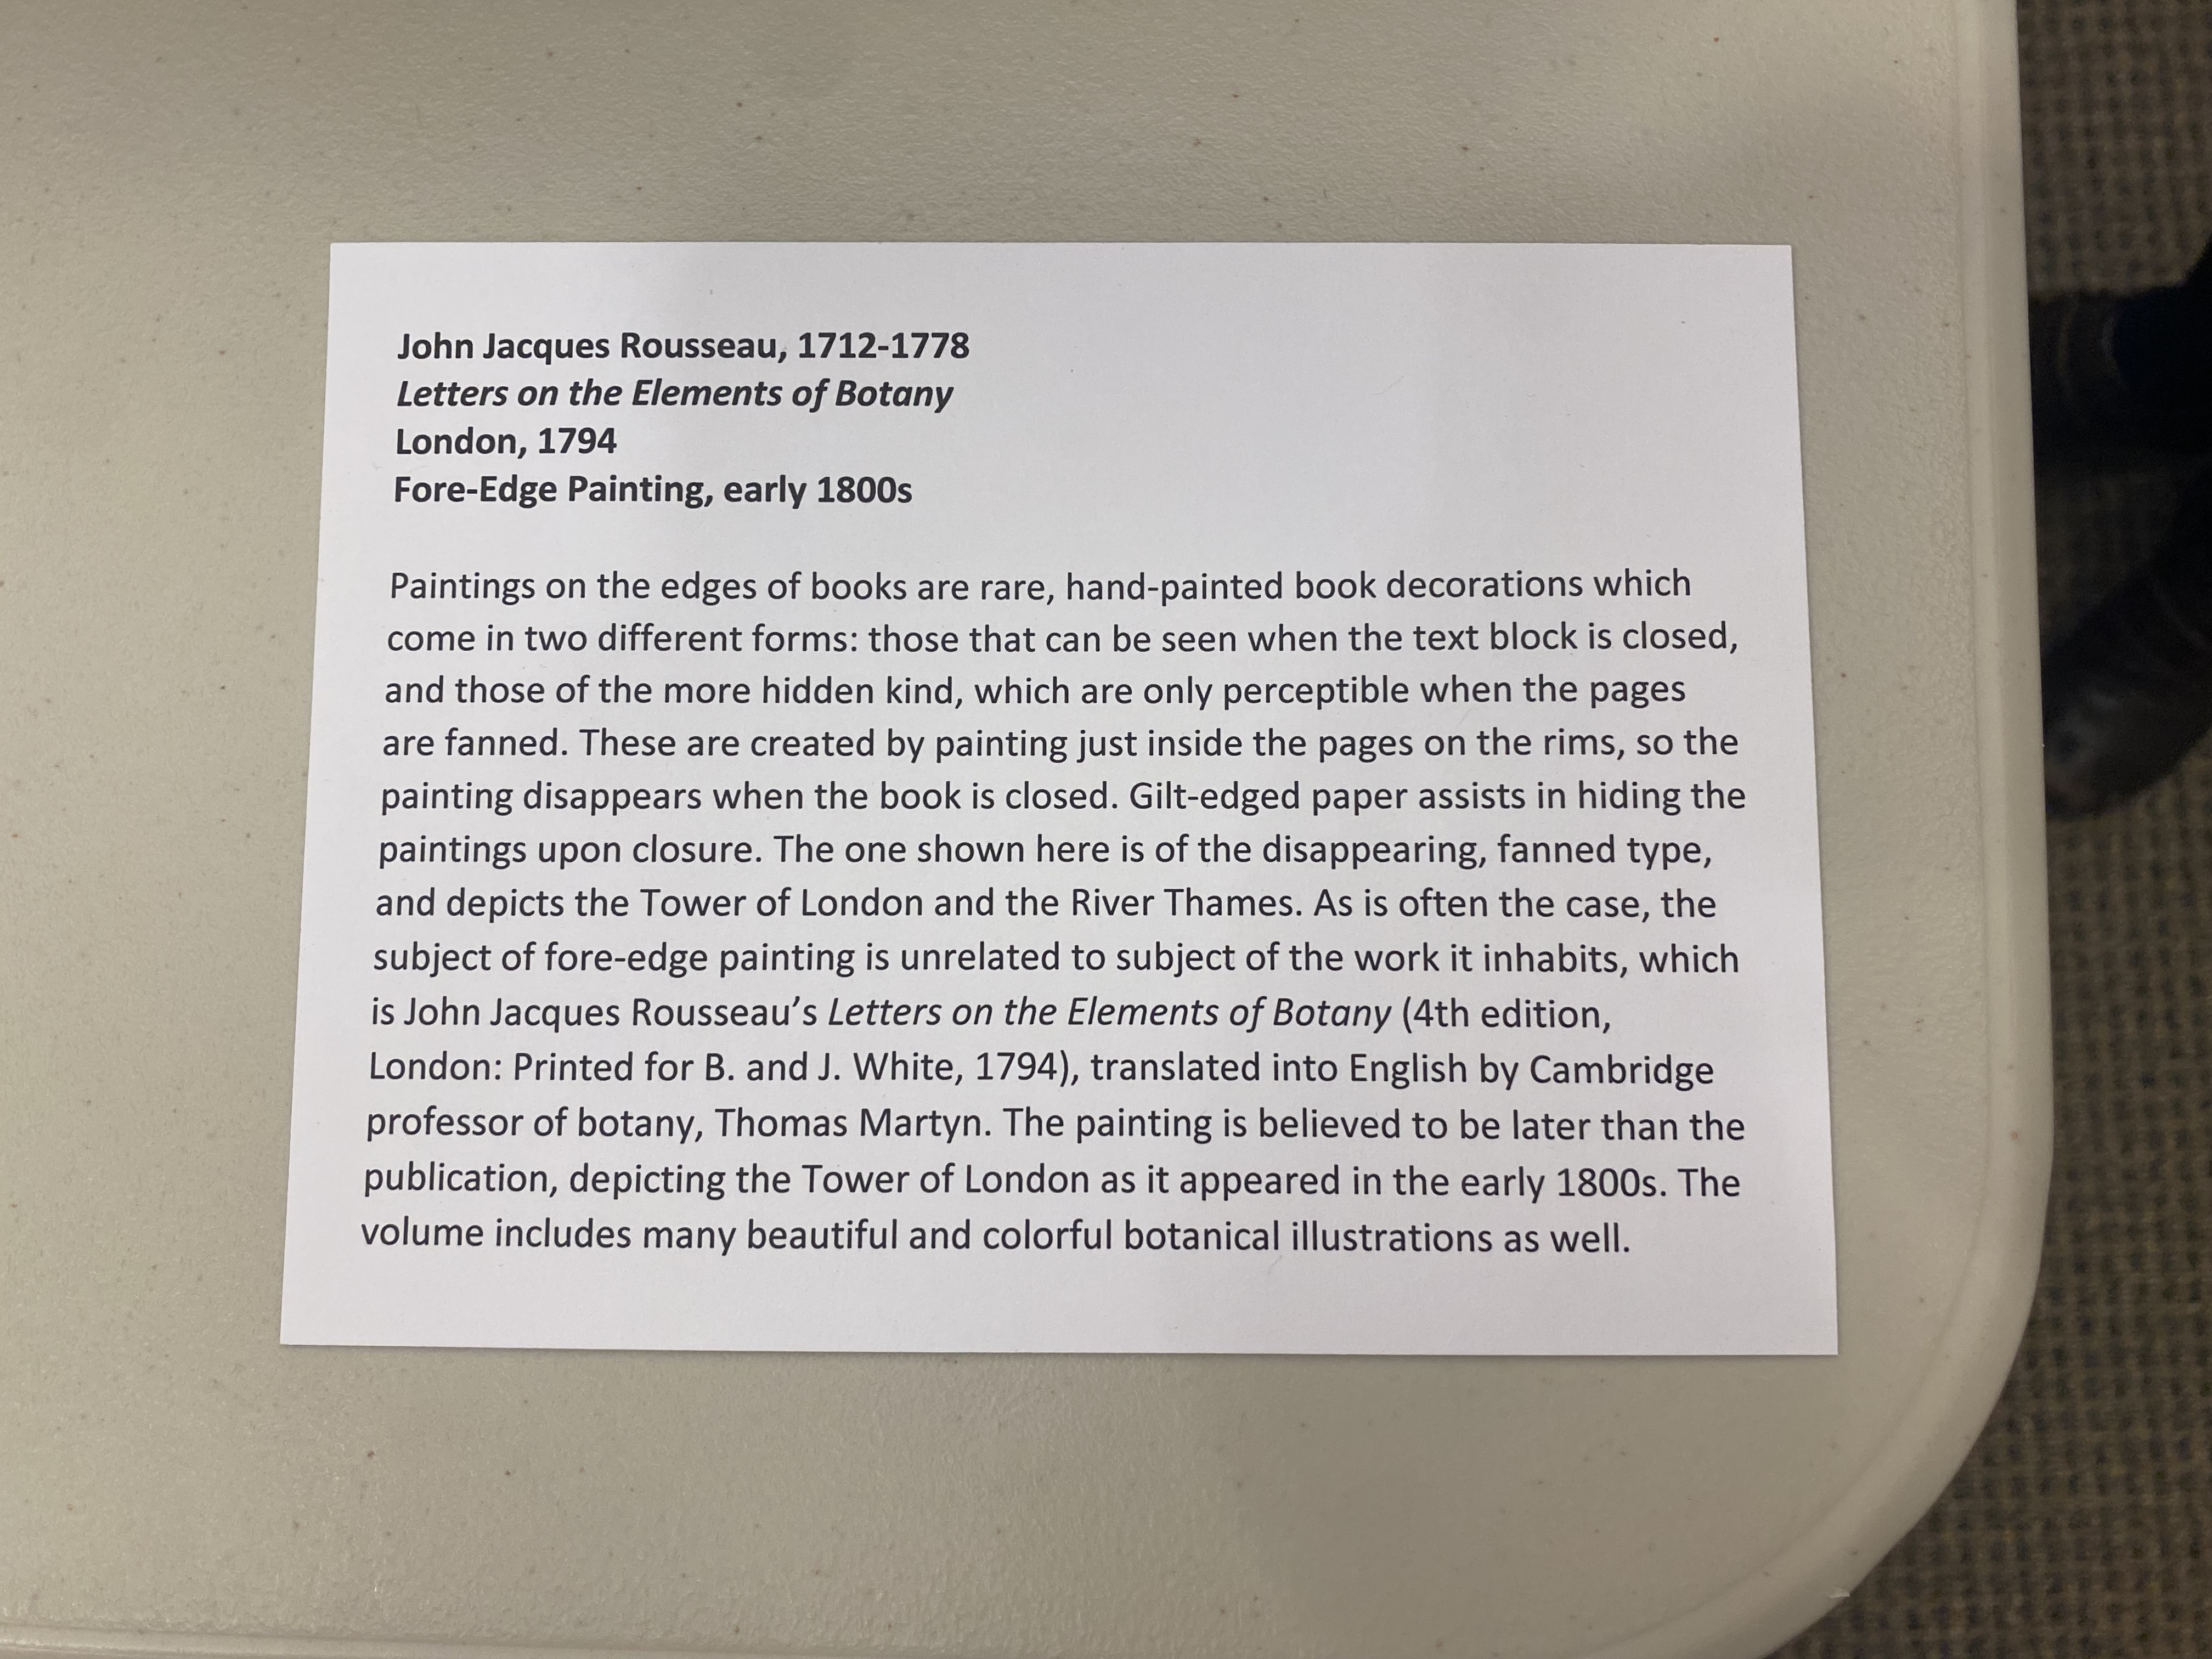 John Jacques Rousseau, 1712-1778
Letters on the Elements of Botany
London, 1794
Fore-Edge Painting, early 1800s
Paintings on the edges of books are rare, hand-painted book decorations which
come in two different forms: those that can be seen when the text block is closed,
and those of the more hidden kind, which are only perceptible when the pages
are fanned. These are created by painting just inside the pages on the rims, so the
painting disappears when the book is closed. Gilt-edged paper assists in hiding the
paintings upon closure. The one shown here is of the disappearing, fanned type,
and depicts the Tower of London and the River Thames. As is often the case, the
subject of fore-edge painting is unrelated to subject of the work it inhabits, which
is John Jacques Rousseau’s Letters on the Elements of Botany (4th edition,
London: Printed for B. and J. White, 1794), translated into English by Cambridge
professor of botany, Thomas Martyn. The painting is believed to be later than the
publication, depicting the Tower of London as it appeared in the early 1800s. The
volume includes many beautiful and colorful botanical illustrations as well.